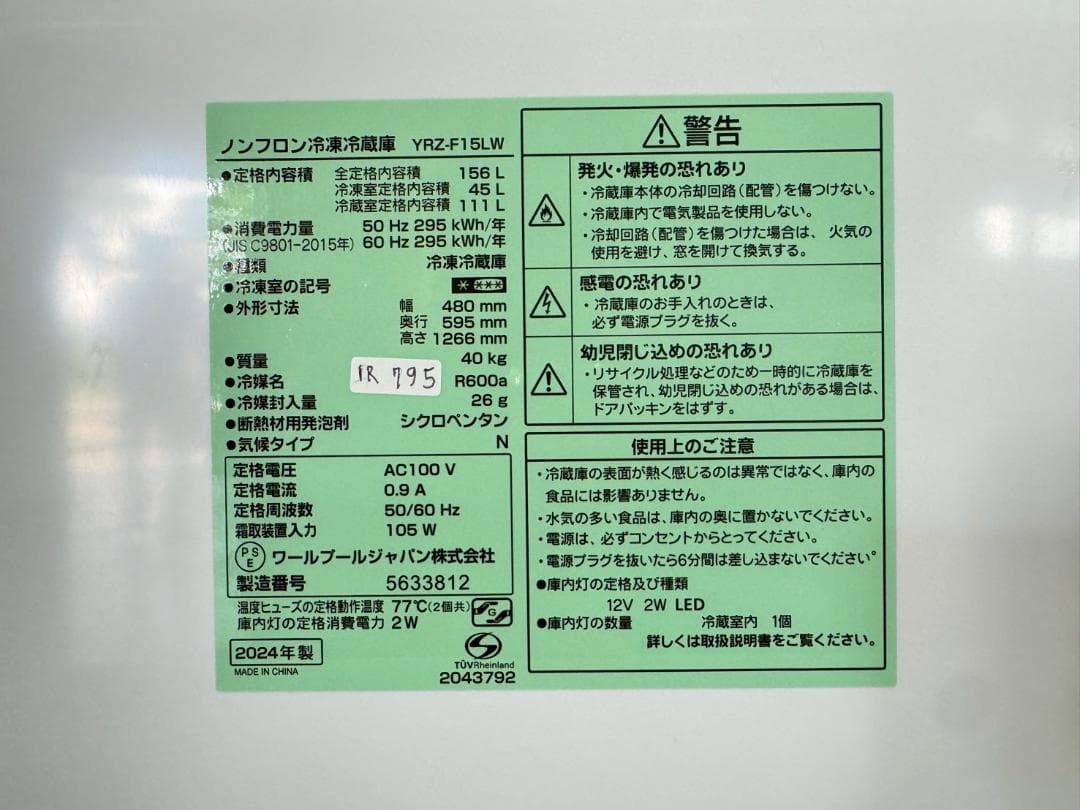 ノンフロン冷凍冷蔵庫 YRZ-F15LW
●定格内容積 全定格内容積 156 L
冷凍室定格内容積 45 L
冷蔵室定格内容積 111 L
●消費電力量 50 Hz 295 kWh/年
(JIS C9801-2015年) 60 Hz 295 kWh/年
●種類 冷凍冷蔵庫
●冷凍室の記号 * ***
●外形寸法 幅 480 mm
奥行 595 mm
高さ 1266 mm
●質量 40 kg
●冷媒名 R600a
●冷媒封入量 26 g
●断熱材用発泡剤 シクロペンタン
●気候タイプ N
1R 795
定格電圧 AC100 V
定格電流 0.9 A
定格周波数 50/60 Hz
霜取装置入力 105 W
PSE ワールプールジャパン株式会社
製造番号 5633812
温度ヒューズの定格動作温度 77℃(2個共)
庫内灯の定格消費電力 2W
G
2024年製
MADE IN CHINA
TÜVRheinland
2043792
警告
発火・爆発の恐れあり
・冷蔵庫本体の冷却回路(配管)を傷つけない。
・冷蔵庫内で電気製品を使用しない。
・冷却回路(配管)を傷つけた場合は、火気の
使用を避け、窓を開けて換気する。
感電の恐れあり
・冷蔵庫のお手入れのときは、
必ず電源プラグを抜く。
幼児閉じ込めの恐れあり
・リサイクル処理などのため一時的に冷蔵庫を
保管され、幼児閉じ込めの恐れがある場合は、
ドアパッキンをはずす。
使用上のご注意
・冷蔵庫の表面が熱く感じるのは異常ではなく、庫内の
食品には影響ありません。
・水気の多い食品は、庫内の奥に置かないでください。
・電源は、必ずコンセントからとってください。
・電源プラグを抜いたら6分間は差し込まないでください。
●庫内灯の定格及び種類
12V 2W LED
●庫内灯の数量 冷蔵室内 1個
詳しくは取扱説明書をご覧ください。